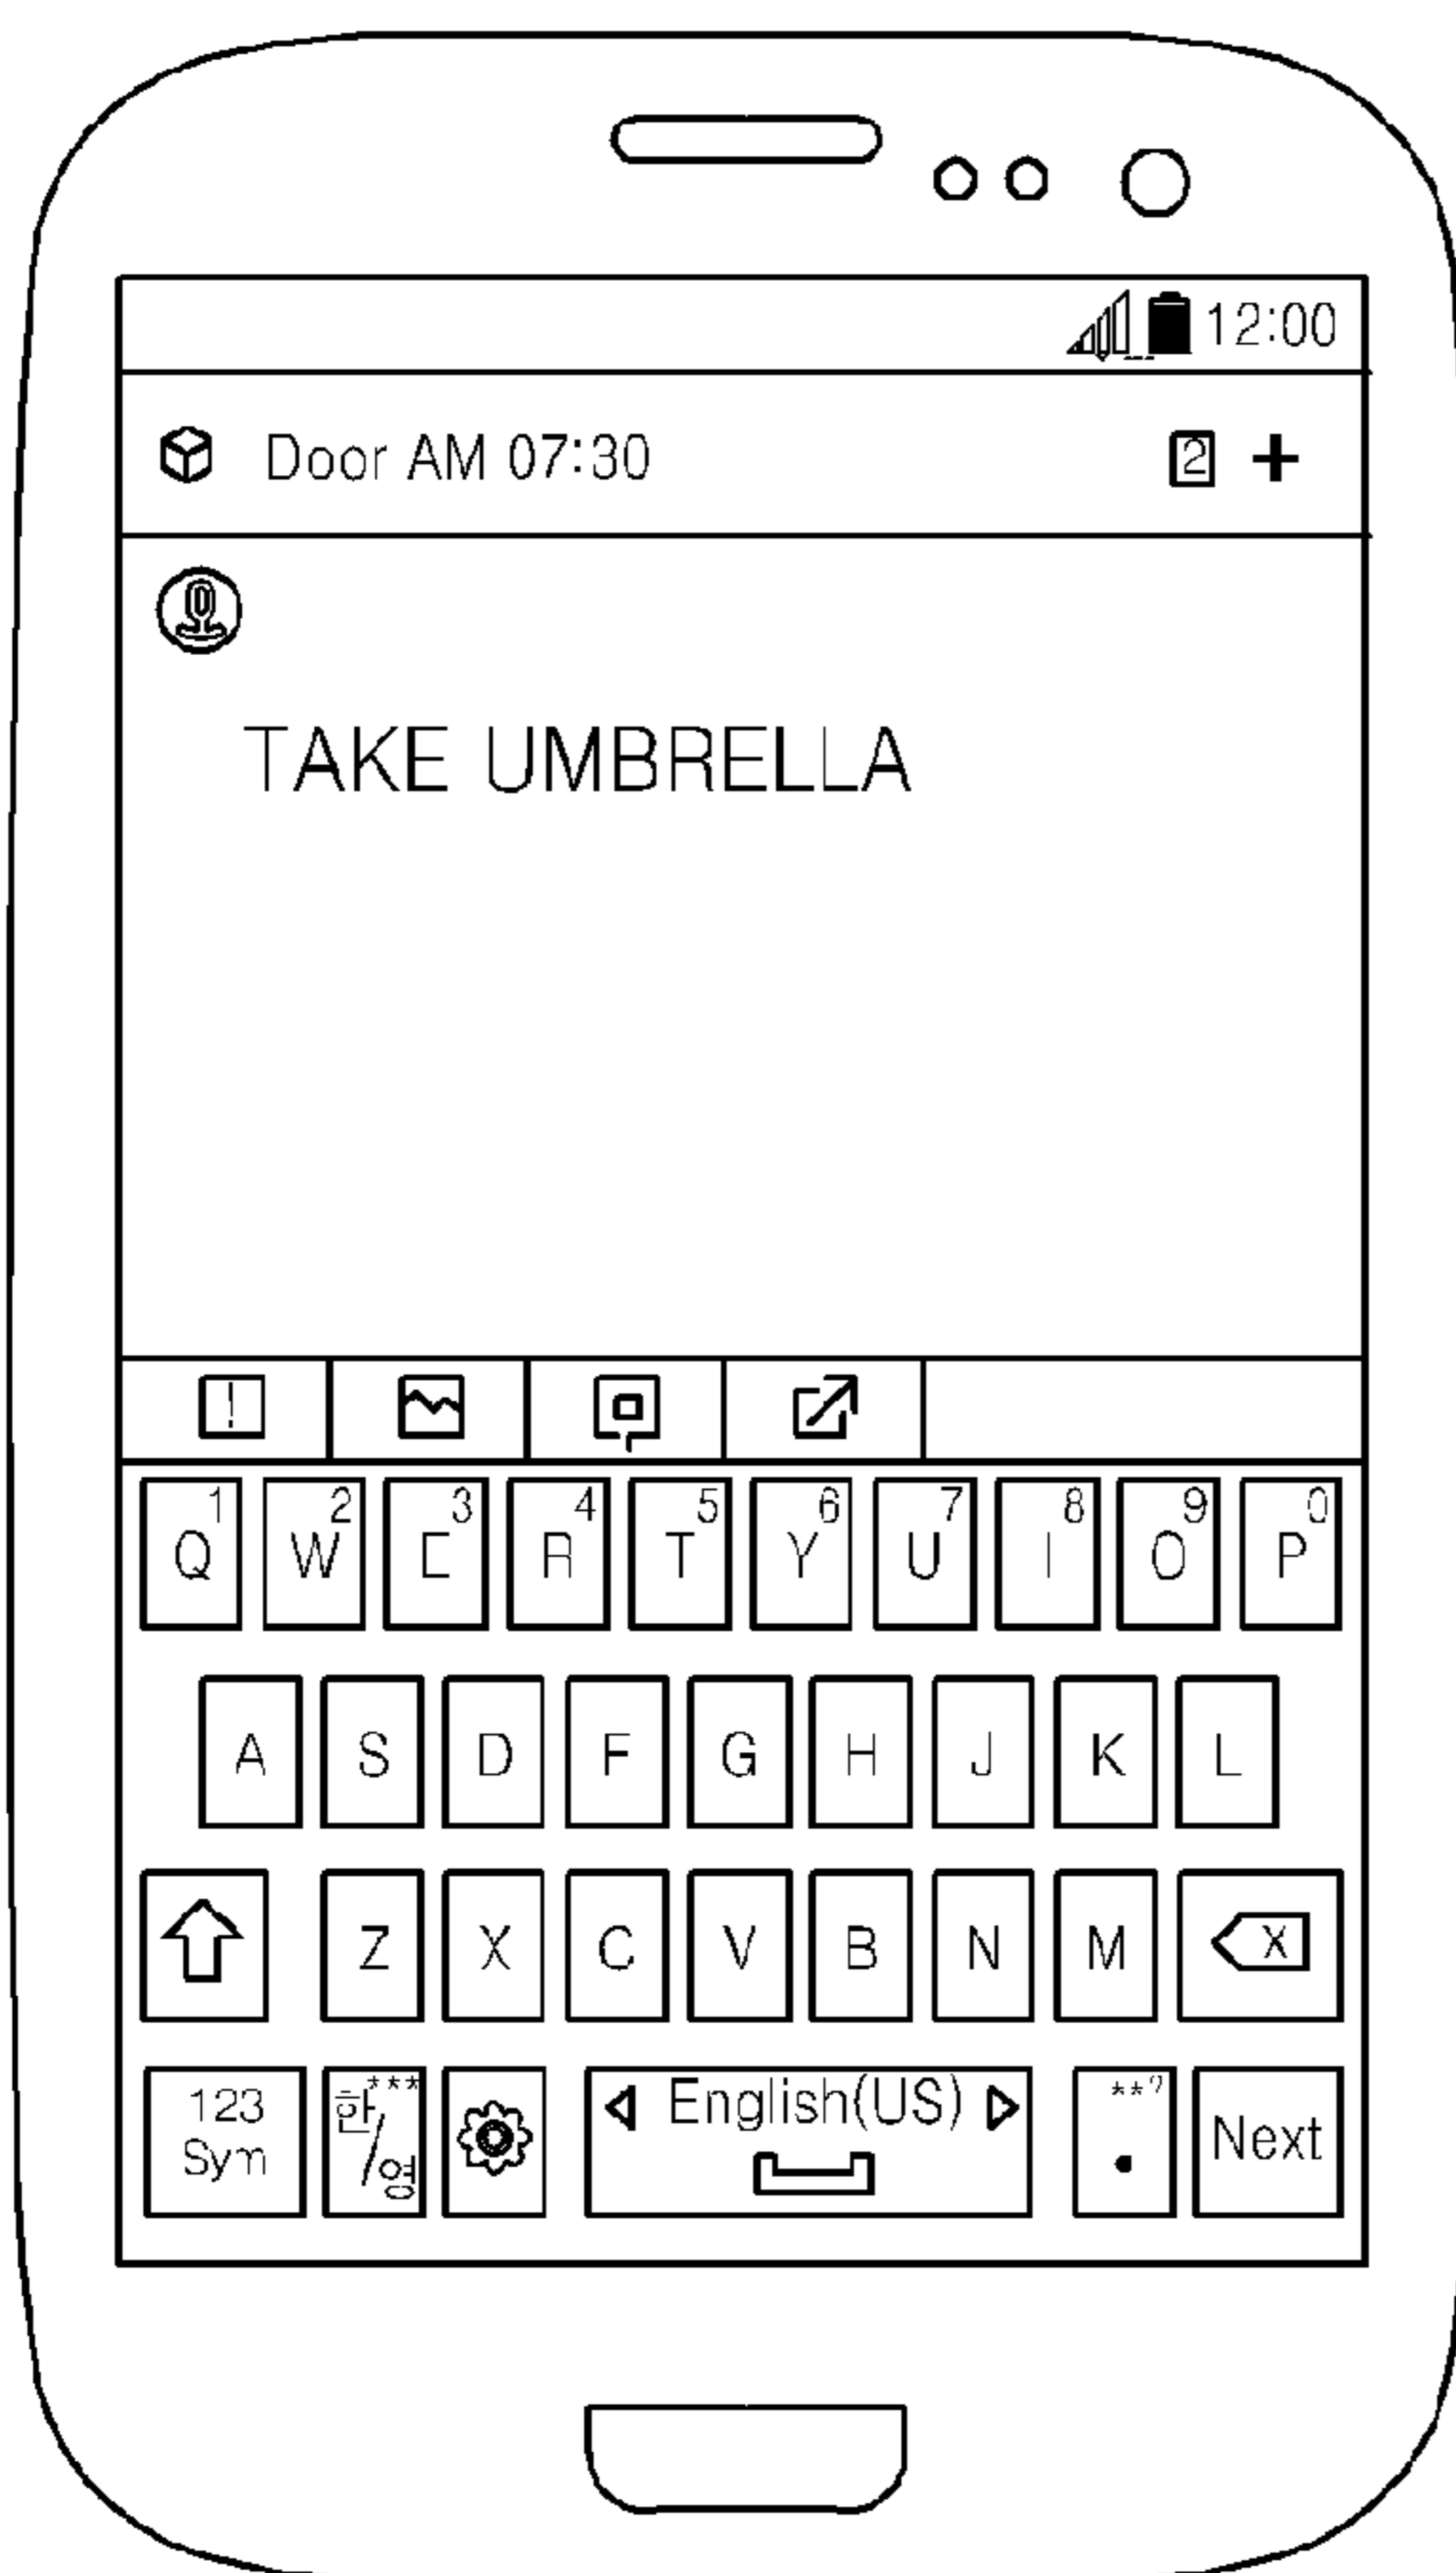 12:00
Door AM 07:30 2 +
TAKE UMBRELLA
!
1 2 3 4 5 6 7 8 9 0
Q W E R T Y U I O P
A S D F G H J K L
Z X C V B N M X
123 Sym
한/영 ***
English(US)
**?
.
Next